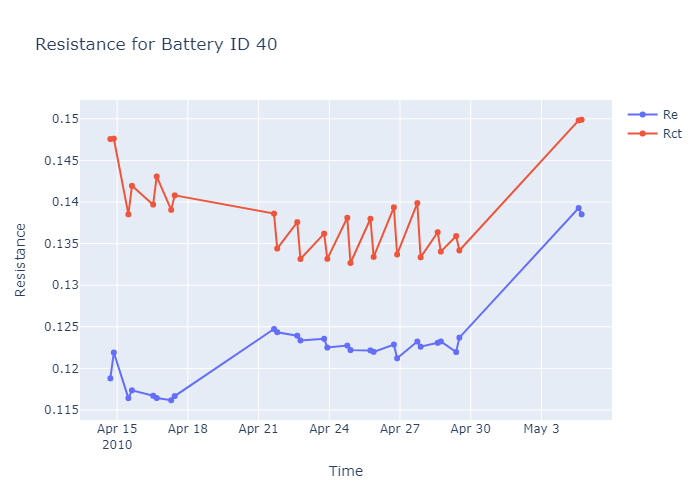 Resistance for Battery ID 40
Re
Rct
0.15
0.145
0.14
0.135
0.13
0.125
0.12
0.115
Resistance
Apr 15
2010
Apr 18
Apr 21
Apr 24
Apr 27
Apr 30
May 3
Time